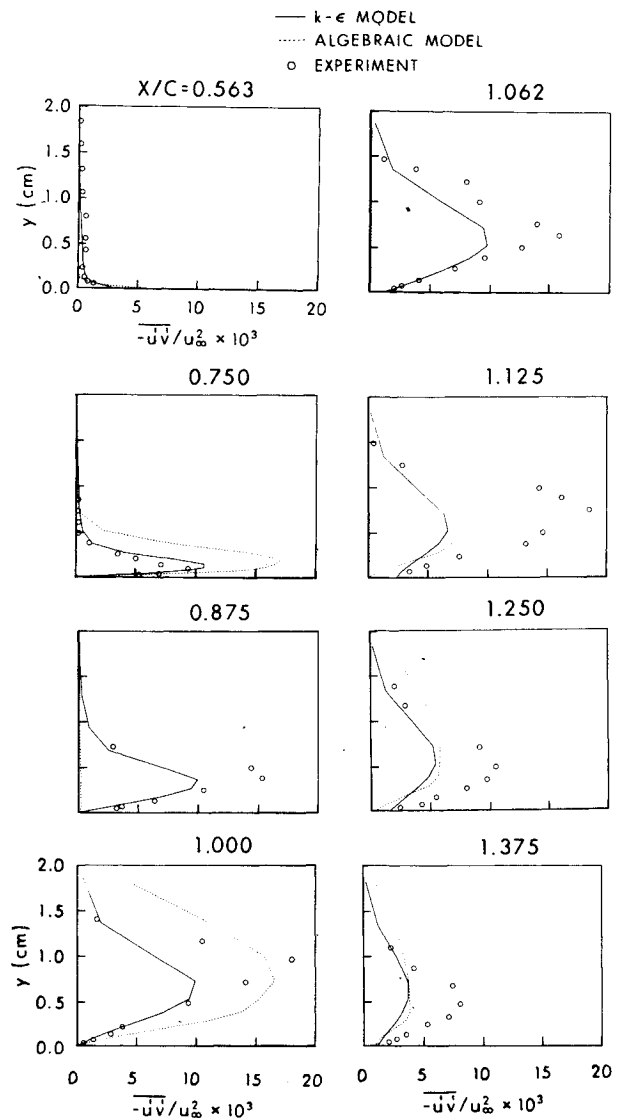 k-ϵ MODEL
ALGEBRAIC MODEL
EXPERIMENT
X/C=0.563
2.0
1.5
1.0
0.5
0.0
y (cm)
0 5 10 15 20
-u'v'/u∞² × 10³
1.062
0.750
1.125
0.875
1.250
1.000
2.0
1.5
1.0
0.5
0.0
y (cm)
0 5 10 15 20
-u'v'/u∞² × 10³
1.375
0 5 10 15 20
-u'v'/u∞² × 10³